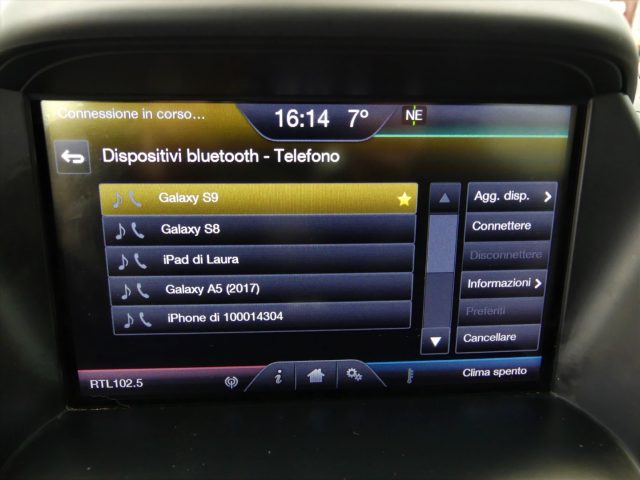 Connessione in corso...
16:14 7°
NE
Dispositivi bluetooth - Telefono
Galaxy S9
Galaxy S8
iPad di Laura
Galaxy A5 (2017)
iPhone di 100014304
Agg. disp.
Connettere
Disconnettere
Informazioni
Preferiti
Cancellare
RTL102.5
Clima spento